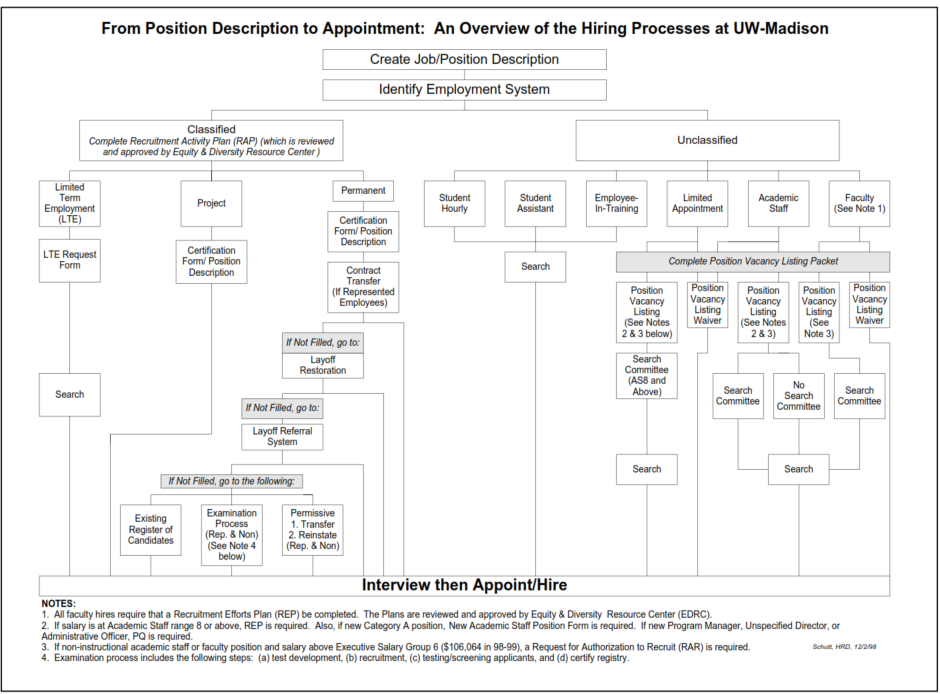 From Position Description to Appointment:  An Overview of the Hiring Processes at UW-Madison
Create Job/Position Description
Identify Employment System
Classified
Complete Recruitment Activity Plan (RAP) (which is reviewed
and approved by Equity & Diversity Resource Center )
Unclassified
Limited
Term
Employment
(LTE)
Project
Permanent
Student
Hourly
Student
Assistant
Employee-
In-Training
Limited
Appointment
Academic
Staff
Faculty
(See Note 1)
LTE Request
Form
Certification
Form/ Position
Description
Certification
Form/ Position
Description
Contract
Transfer
(If Represented
Employees)
Search
Complete Position Vacancy Listing Packet
Position
Vacancy
Listing
(See Notes
2 & 3 below)
Position
Vacancy
Listing
Waiver
Position
Vacancy
Listing
(See Notes
2 & 3)
Position
Vacancy
Listing
(See
Note 3)
Position
Vacancy
Listing
Waiver
If Not Filled, go to:
Layoff
Restoration
Search
Committee
(AS8 and
Above)
Search
Search
Committee
No
Search
Committee
Search
Committee
If Not Filled, go to:
Layoff Referral
System
Search
Search
If Not Filled, go to the following:
Existing
Register of
Candidates
Examination
Process
(Rep. & Non)
(See Note 4
below)
Permissive
1. Transfer
2. Reinstate
(Rep. & Non)
Interview then Appoint/Hire
NOTES:
1.  All faculty hires require that a Recruitment Efforts Plan (REP) be completed.  The Plans are reviewed and approved by Equity & Diversity  Resource Center (EDRC).
2.  If salary is at Academic Staff range 8 or above, REP is required.  Also, if new Category A position, New Academic Staff Position Form is required.  If new Program Manager, Unspecified Director, or
Administrative Officer, PQ is required.
3.  If non-instructional academic staff or faculty position and salary above Executive Salary Group 6 ($106,064 in 98-99), a Request for Authorization to Recruit (RAR) is required.
Schutt, HRD, 12/2/98
4.  Examination process includes the following steps:  (a) test development, (b) recruitment, (c) testing/screening applicants, and (d) certify registry.